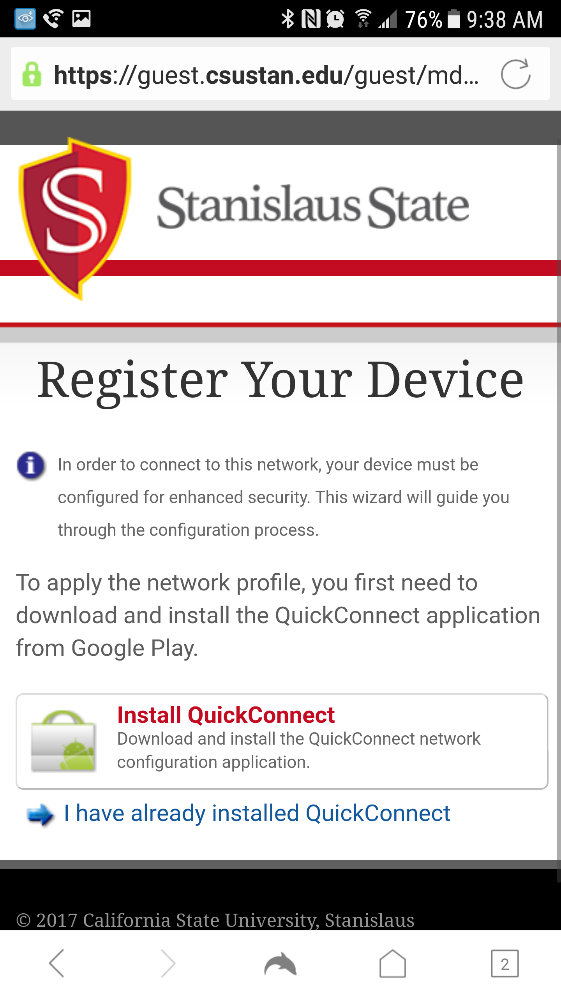 76% 9:38 AM
https://guest.csustan.edu/guest/md...
S Stanislaus State
Register Your Device
i In order to connect to this network, your device must be
configured for enhanced security. This wizard will guide you
through the configuration process.
To apply the network profile, you first need to
download and install the QuickConnect application
from Google Play.
Install QuickConnect
Download and install the QuickConnect network
configuration application.
I have already installed QuickConnect
© 2017 California State University, Stanislaus
2